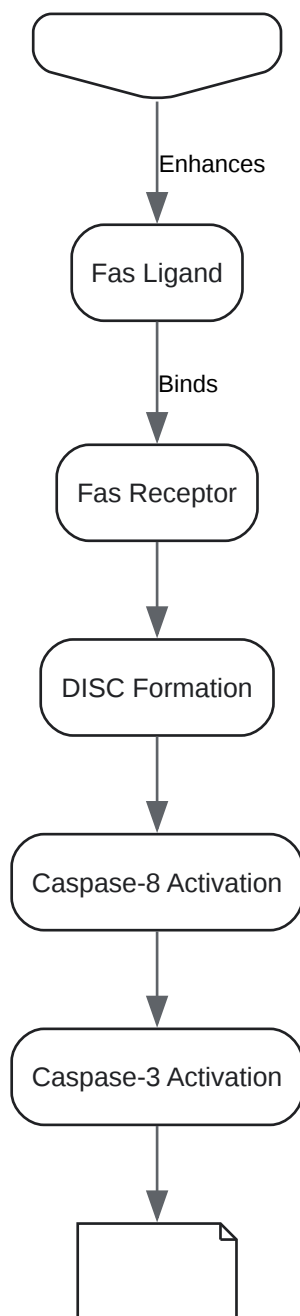 Enhances
Fas Ligand
Binds
Fas Receptor
DISC Formation
Caspase-8 Activation
Caspase-3 Activation